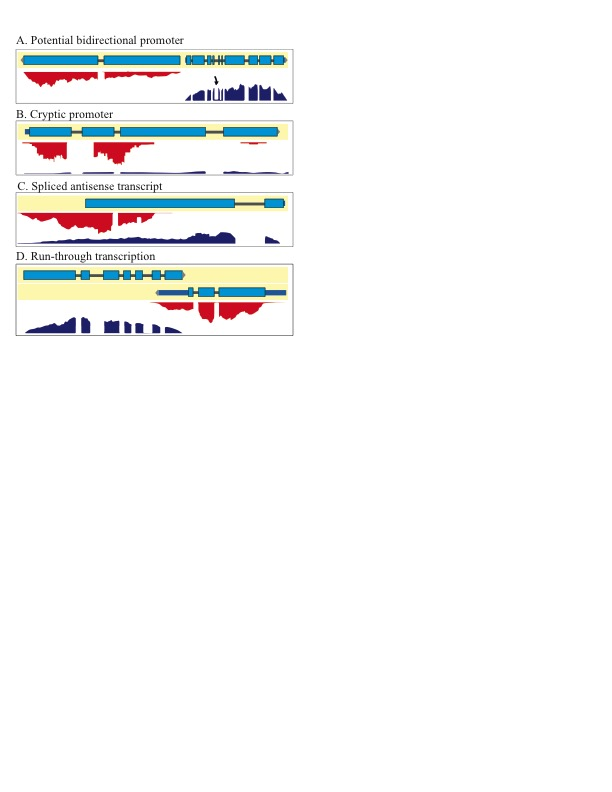 A. Potential bidirectional promoter
B. Cryptic promoter
C. Spliced antisense transcript
D. Run-through transcription